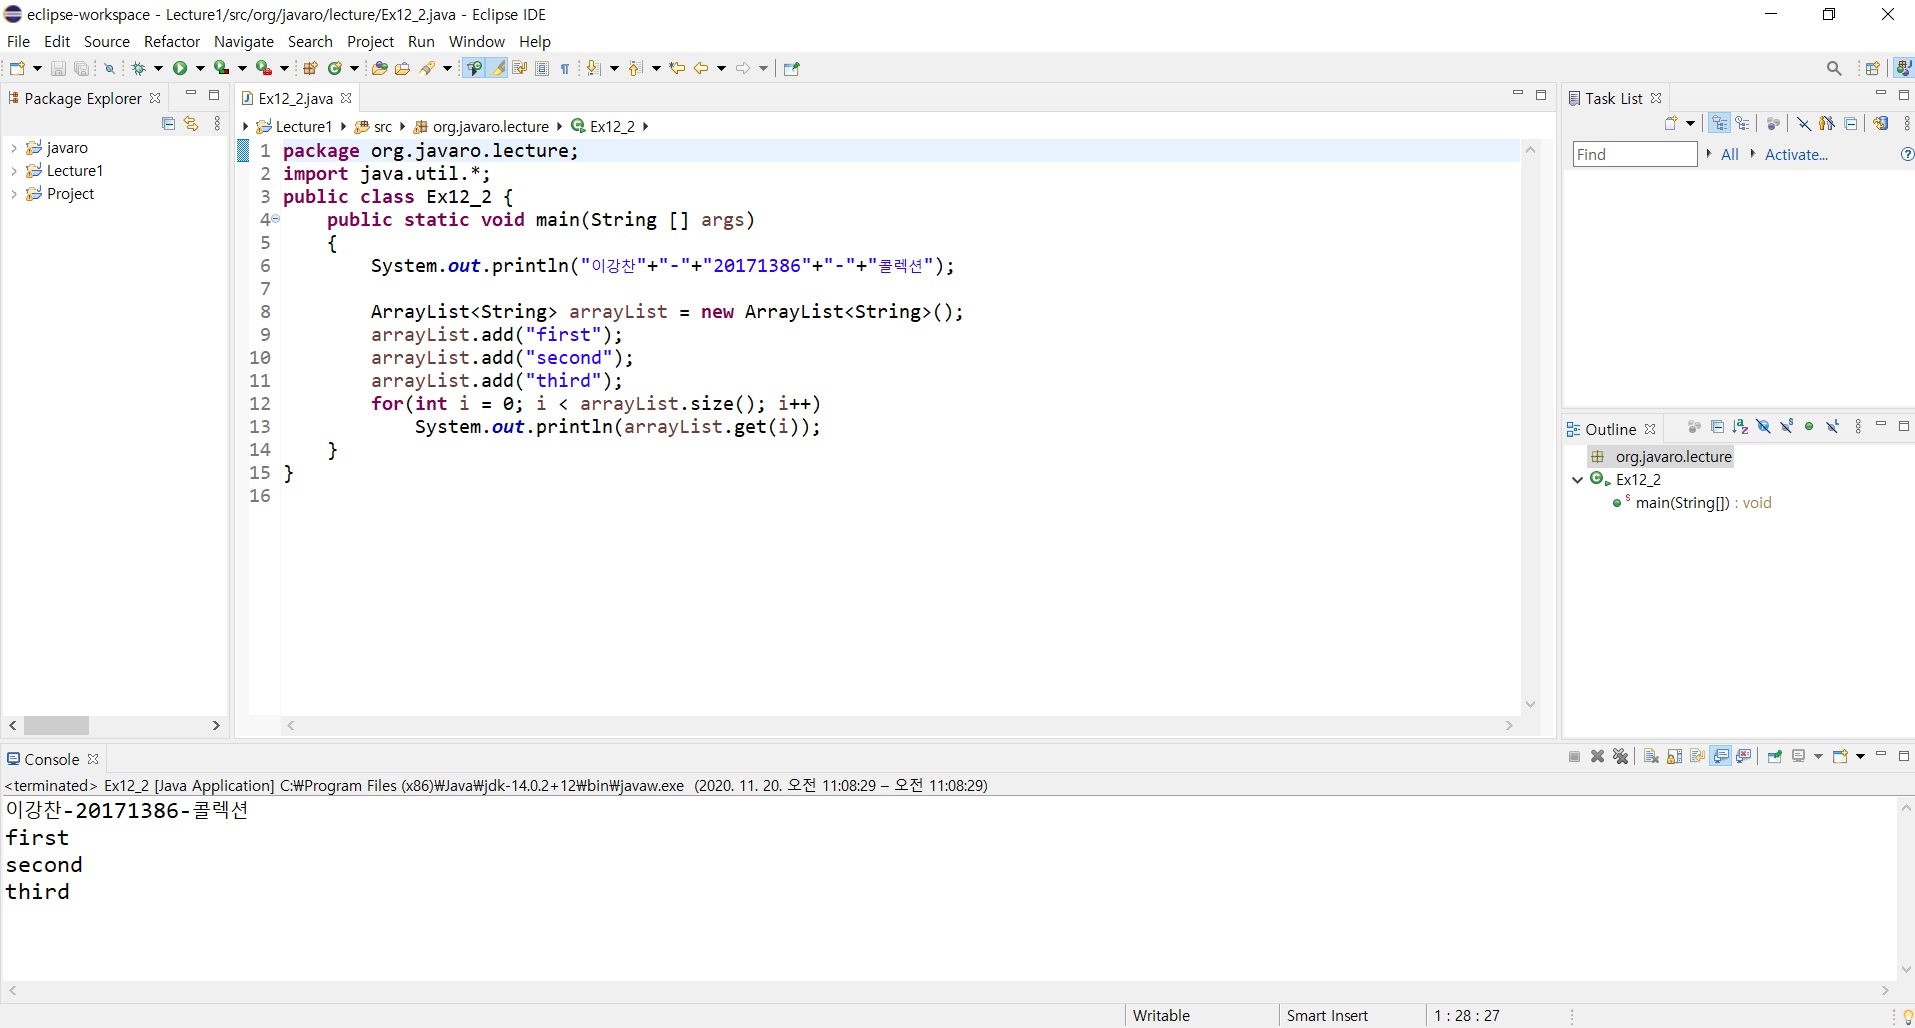 eclipse-workspace - Lecture1/src/org/javaro/lecture/Ex12_2.java - Eclipse IDE
File Edit Source Refactor Navigate Search Project Run Window Help
Package Explorer
javaro
Lecture1
Project
Ex12_2.java
Lecture1 src org.javaro.lecture Ex12_2
1 package org.javaro.lecture;
2 import java.util.*;
3 public class Ex12_2 {
4 public static void main(String [] args)
5 {
6 System.out.println("이강찬"+"-"+"20171386"+"-"+"콜렉션");
7
8 ArrayList<String> arrayList = new ArrayList<String>();
9 arrayList.add("first");
10 arrayList.add("second");
11 arrayList.add("third");
12 for(int i = 0; i < arrayList.size(); i++)
13 System.out.println(arrayList.get(i));
14 }
15 }
16
Task List
Find All Activate...
Outline
org.javaro.lecture
Ex12_2
main(String[]) : void
Console
<terminated> Ex12_2 [Java Application] C:₩Program Files (x86)₩Java₩jdk-14.0.2+12₩bin₩javaw.exe (2020. 11. 20. 오전 11:08:29 – 오전 11:08:29)
이강찬-20171386-콜렉션
first
second
third
Writable Smart Insert 1 : 28 : 27